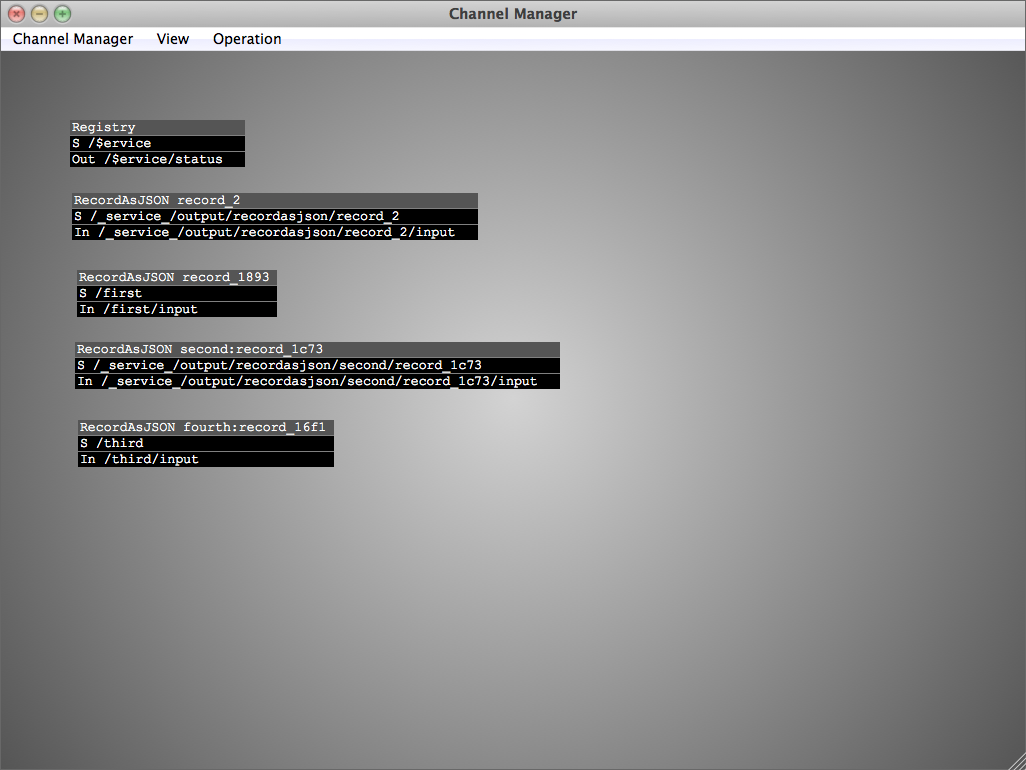 Channel Manager
Channel Manager View Operation
Registry
S /$ervice
Out /$ervice/status
RecordAsJSON record_2
S /_service_/output/recordasjson/record_2
In /_service_/output/recordasjson/record_2/input
RecordAsJSON record_1893
S /first
In /first/input
RecordAsJSON second:record_1c73
S /_service_/output/recordasjson/second/record_1c73
In /_service_/output/recordasjson/second/record_1c73/input
RecordAsJSON fourth:record_16f1
S /third
In /third/input